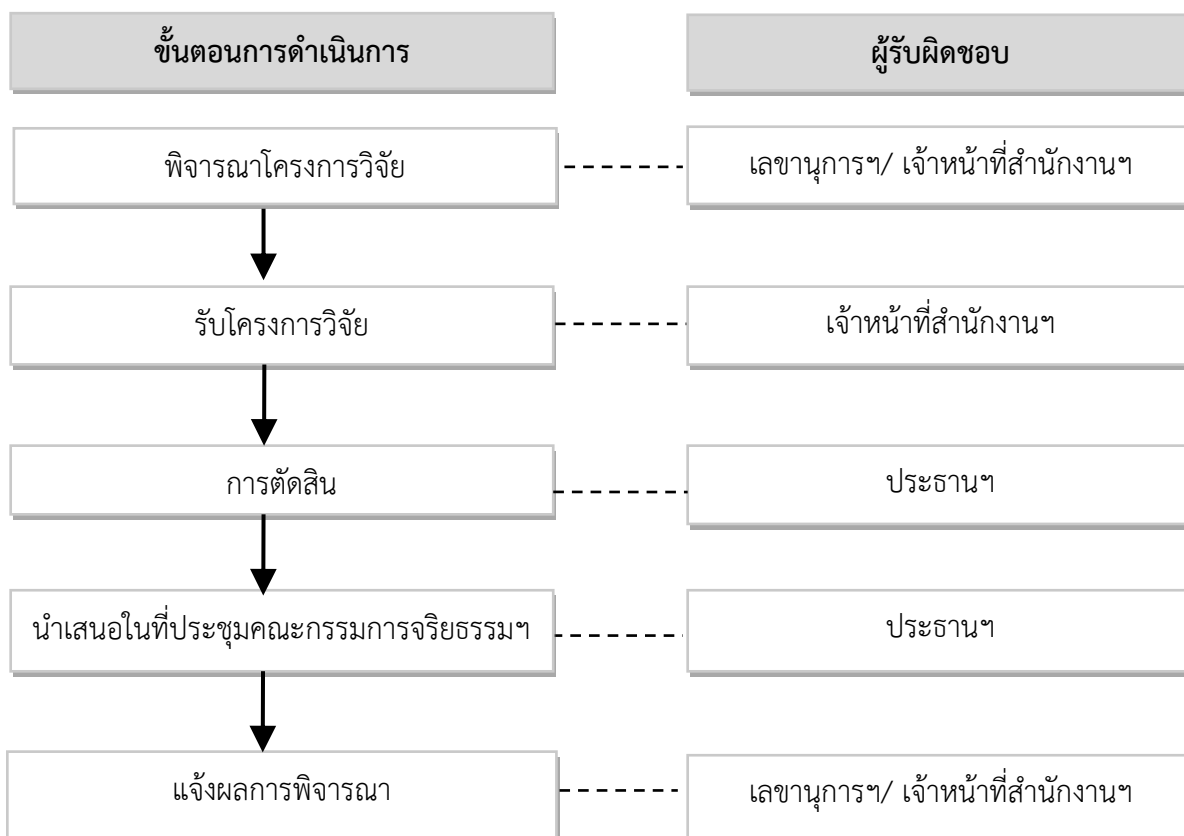 ขั้นตอนการดำเนินการ
ผู้รับผิดชอบ
พิจารณาโครงการวิจัย
เลขานุการฯ/ เจ้าหน้าที่สำนักงานฯ
รับโครงการวิจัย
เจ้าหน้าที่สำนักงานฯ
การตัดสิน
ประธานฯ
นำเสนอในที่ประชุมคณะกรรมการจริยธรรมฯ
ประธานฯ
แจ้งผลการพิจารณา
เลขานุการฯ/ เจ้าหน้าที่สำนักงานฯ